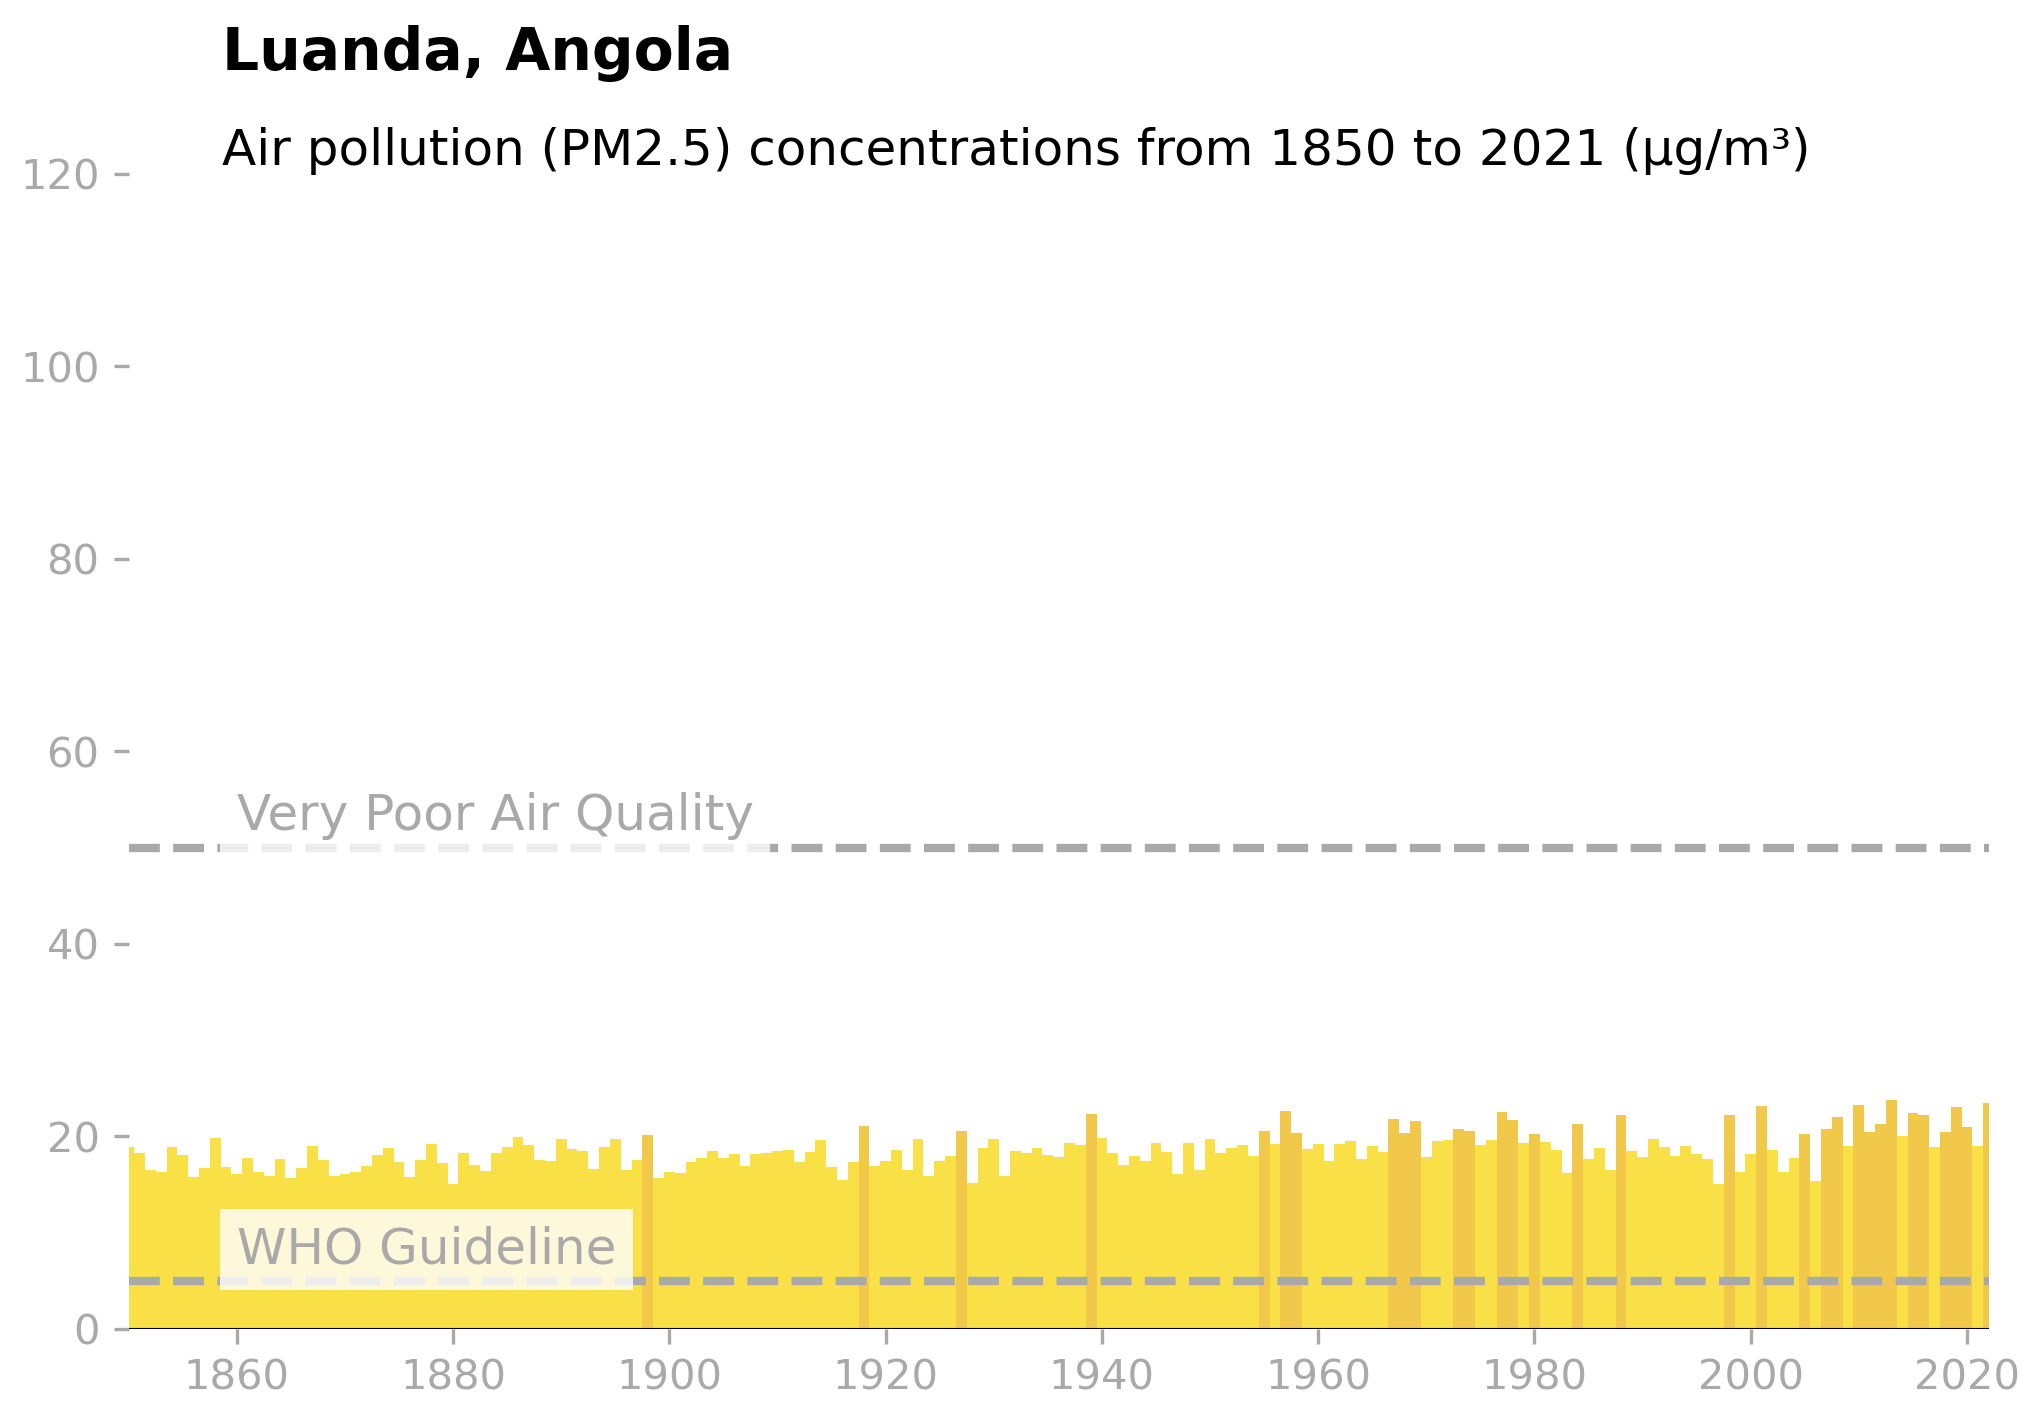 Luanda, Angola
Air pollution (PM2.5) concentrations from 1850 to 2021 (µg/m³)
120
100
80
60
Very Poor Air Quality
40
20
WHO Guideline
0
1860 1880 1900 1920 1940 1960 1980 2000 2020